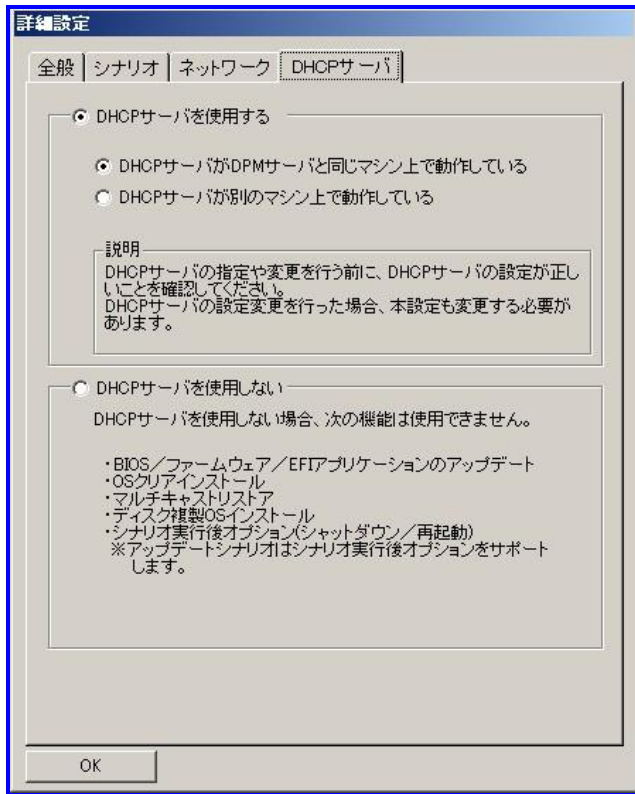 詳細設定
全般
シナリオ
ネットワーク
DHCPサーバ
DHCPサーバを使用する
DHCPサーバがDPMサーバと同じマシン上で動作している
DHCPサーバが別のマシン上で動作している
説明
DHCPサーバの指定や変更を行う前に、DHCPサーバの設定が正し
いことを確認してください。
DHCPサーバの設定変更を行った場合、本設定も変更する必要が
あります。
DHCPサーバを使用しない
DHCPサーバを使用しない場合、次の機能は使用できません。
・BIOS／ファームウェア／EFIアプリケーションのアップデート
・OSクリアインストール
・マルチキャストリストア
・ディスク複製OSインストール
・シナリオ実行後オプション(シャットダウン／再起動)
※アップデートシナリオはシナリオ実行後オプションをサポート
します。
OK